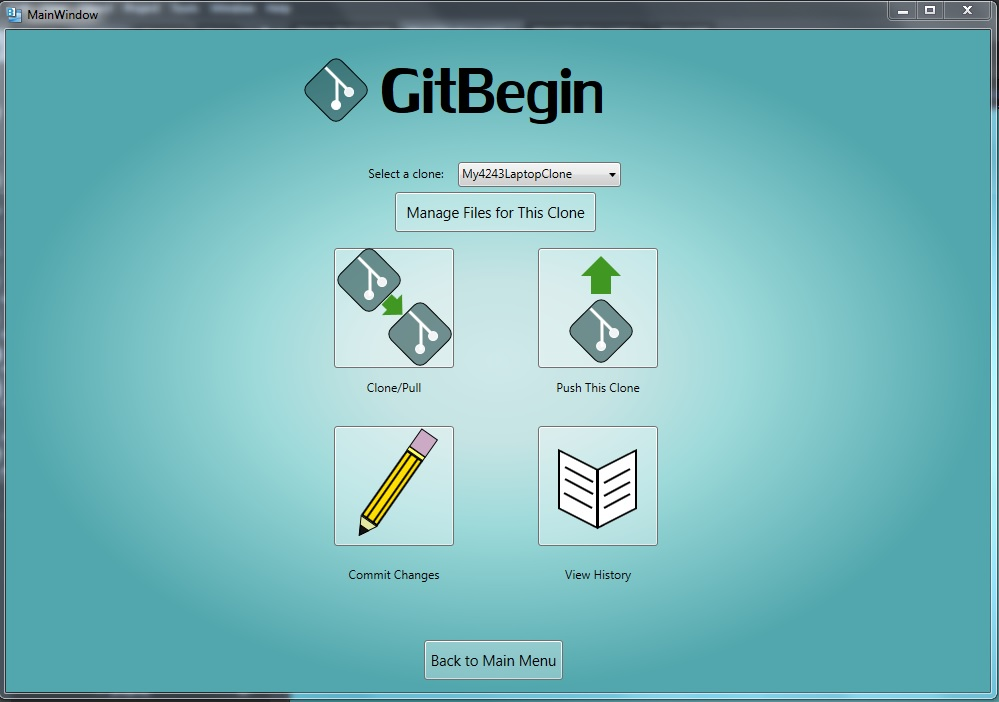 MainWindow
GitBegin
Select a clone: My4243LaptopClone
Manage Files for This Clone
Clone/Pull Push This Clone
Commit Changes View History
Back to Main Menu